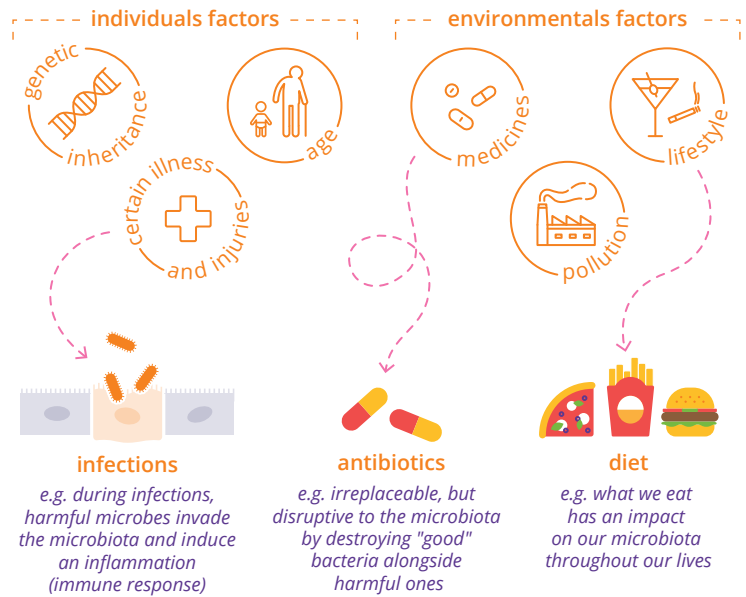 individuals factors
environmentals factors
genetic
inheritance
age
medicines
lifestyle
certain illness
and injuries
pollution
infections
e.g. during infections,
harmful microbes invade
the microbiota and induce
an inflammation
(immune response)
antibiotics
e.g. irreplaceable, but
disruptive to the microbiota
by destroying "good"
bacteria alongside
harmful ones
diet
e.g. what we eat
has an impact
on our microbiota
throughout our lives